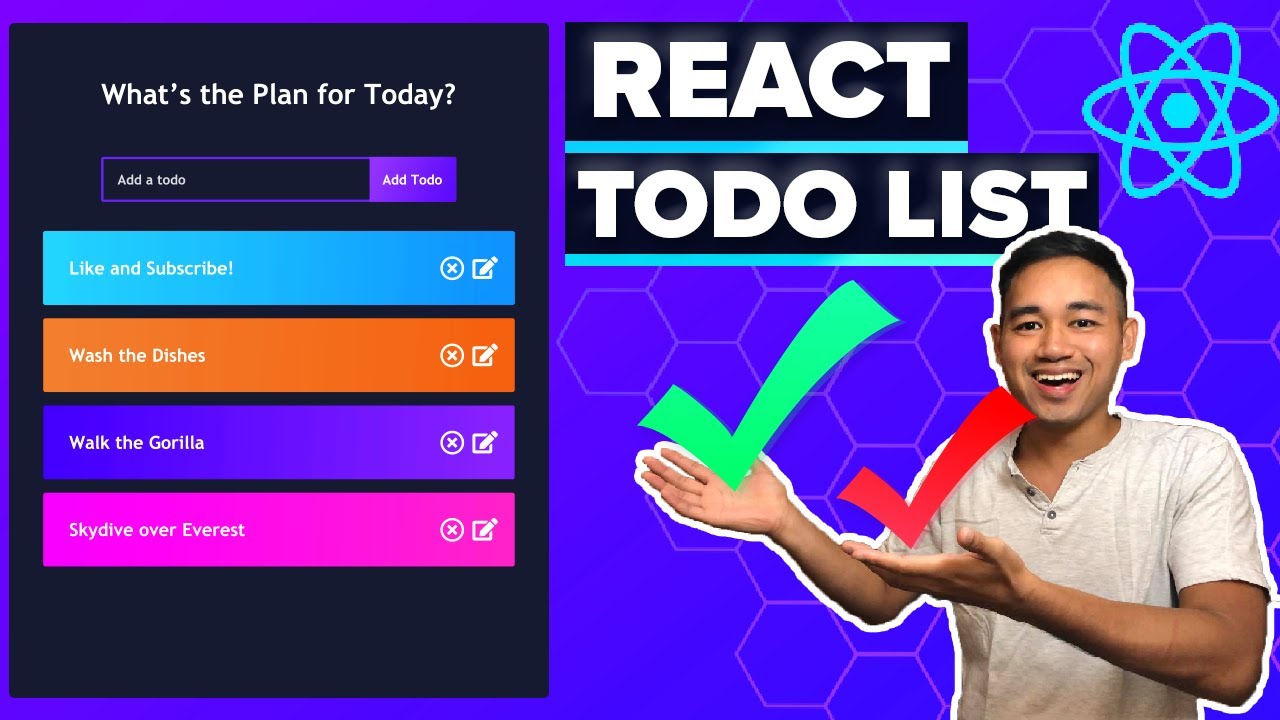 What's the Plan for Today?
Add a todo
Add Todo
Like and Subscribe!
Wash the Dishes
Walk the Gorilla
Skydive over Everest
REACT
TODO LIST